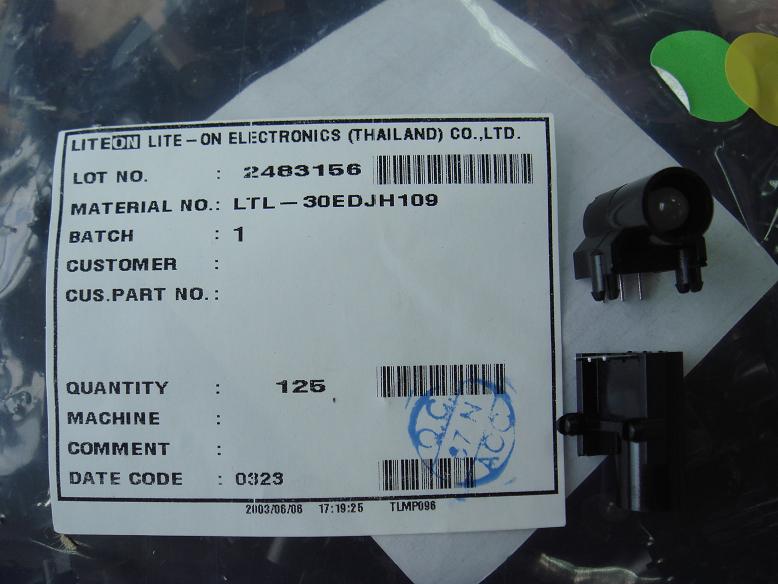 LITEON LITE-ON ELECTRONICS (THAILAND) CO.,LTD.
LOT NO. : 2483156
MATERIAL NO.: LTL-30EDJH109
BATCH : 1
CUSTOMER :
CUS.PART NO. :
QUANTITY : 125
MACHINE :
COMMENT :
DATE CODE : 0323
2003/06/06 17:19:25 TLMP096
Q.C.
ACC